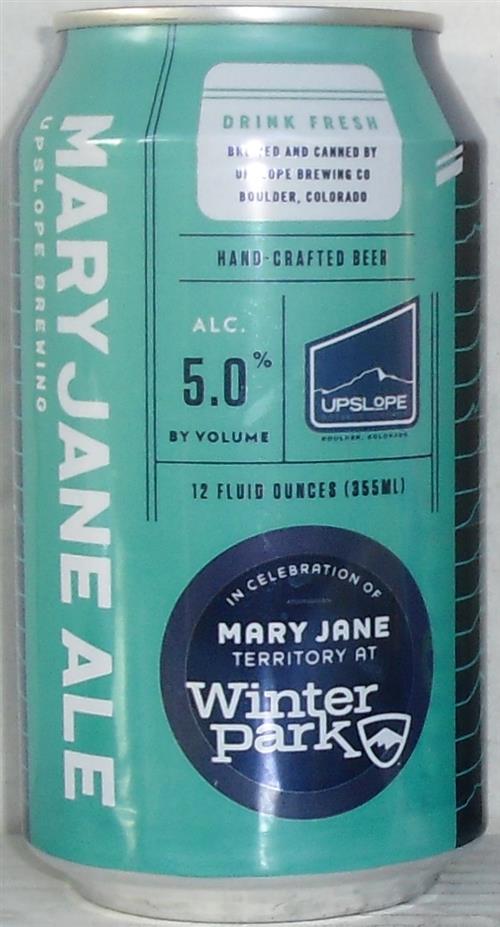 MARY JANE ALE
UPSLOPE BREWING
DRINK FRESH
BREWED AND CANNED BY
UPSLOPE BREWING CO
BOULDER, COLORADO
HAND-CRAFTED BEER
ALC.
5.0%
BY VOLUME
UPSLOPE
BOULDER, COLORADO
12 FLUID OUNCES (355ML)
IN CELEBRATION OF
MARY JANE
TERRITORY AT
Winter
Park